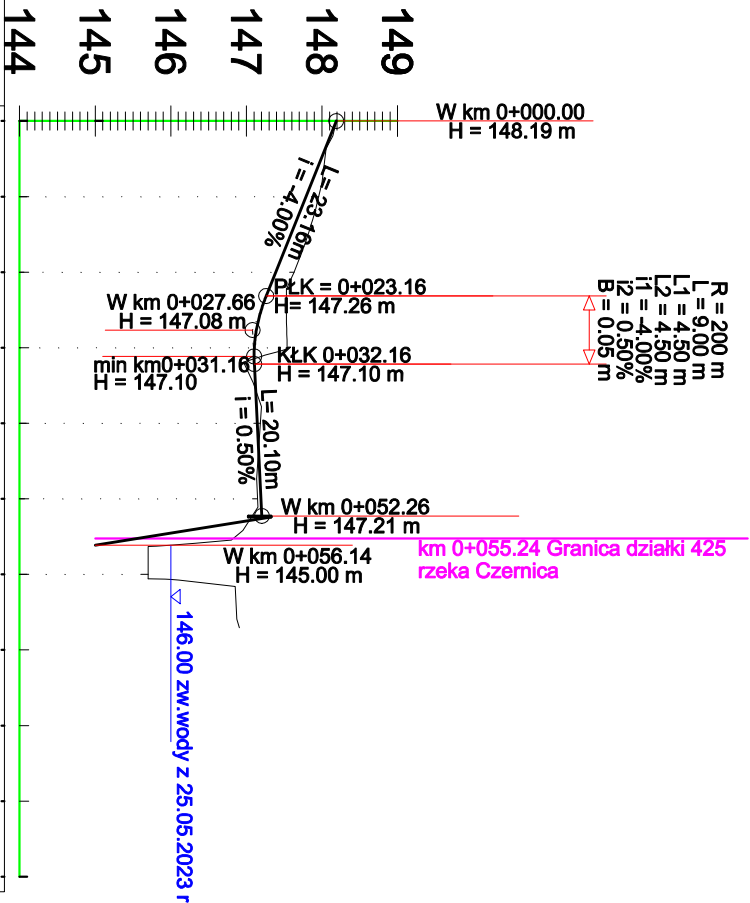 144
145
146
147
148
149
W km 0+000.00
H = 148.19 m
L= 23.16m
i = -4.00%
PŁK = 0+023.16
H= 147.26 m
W km 0+027.66
H = 147.08 m
min km0+031.16
H = 147.10
KŁK 0+032.16
H = 147.10 m
R = 200 m
L = 9.00 m
L1 = 4.50 m
L2 = 4.50 m
i1 = -4.00%
i2 = 0.50%
B = 0.05 m
L= 20.10m
i = 0.50%
W km 0+052.26
H = 147.21 m
km 0+055.24 Granica działki 425
rzeka Czernica
W km 0+056.14
H = 145.00 m
146.00 zw.wody z 25.05.2023 r